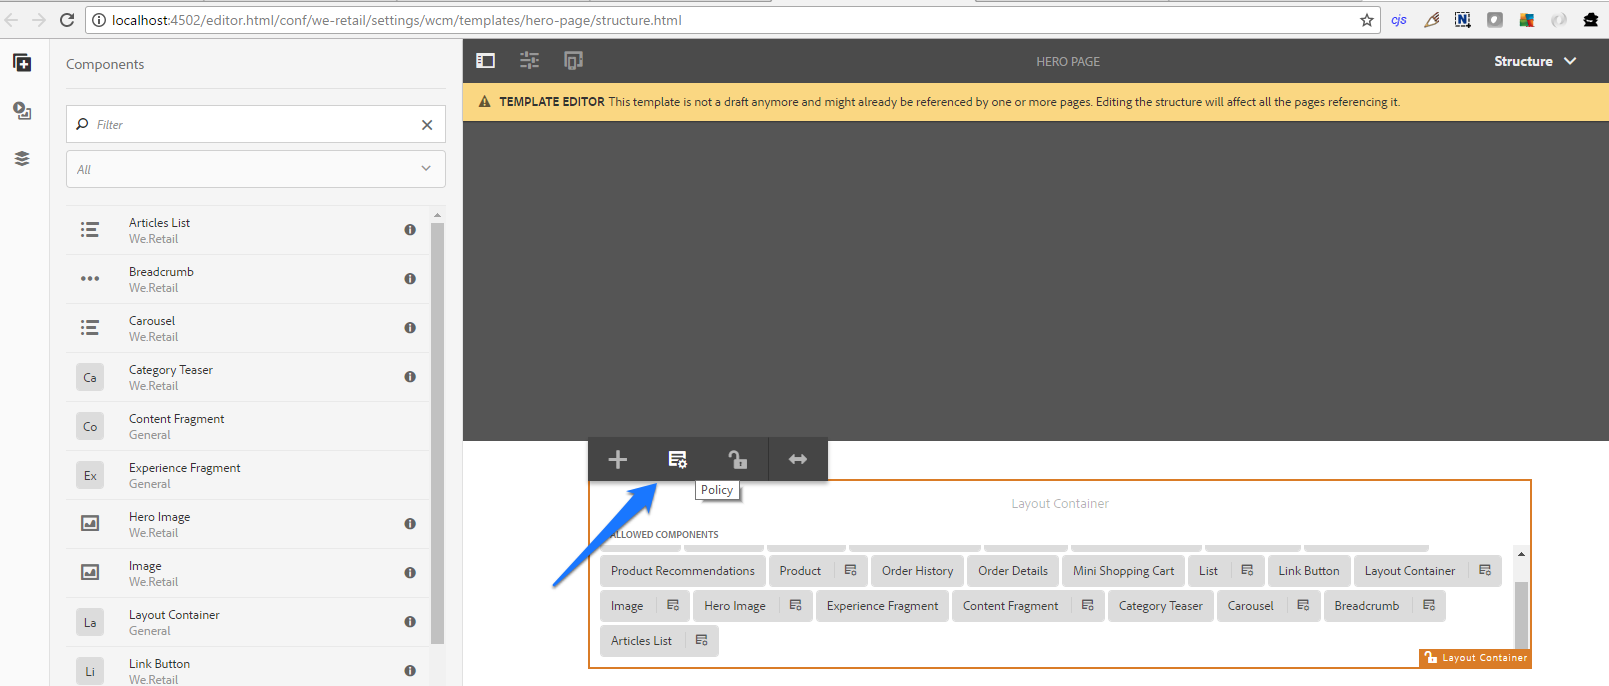 localhost:4502/editor.html/conf/we-retail/settings/wcm/templates/hero-page/structure.html
cjs
N
Components
Filter
All
Articles List
We.Retail
Breadcrumb
We.Retail
Carousel
We.Retail
Ca
Category Teaser
We.Retail
Co
Content Fragment
General
Ex
Experience Fragment
General
Hero Image
We.Retail
Image
We.Retail
La
Layout Container
General
Li
Link Button
We.Retail
HERO PAGE
Structure
TEMPLATE EDITOR This template is not a draft anymore and might already be referenced by one or more pages. Editing the structure will affect all the pages referencing it.
Policy
Layout Container
ALLOWED COMPONENTS
Product Recommendations Product Order History Order Details Mini Shopping Cart List Link Button Layout Container
Image Hero Image Experience Fragment Content Fragment Category Teaser Carousel Breadcrumb
Articles List
Layout Container